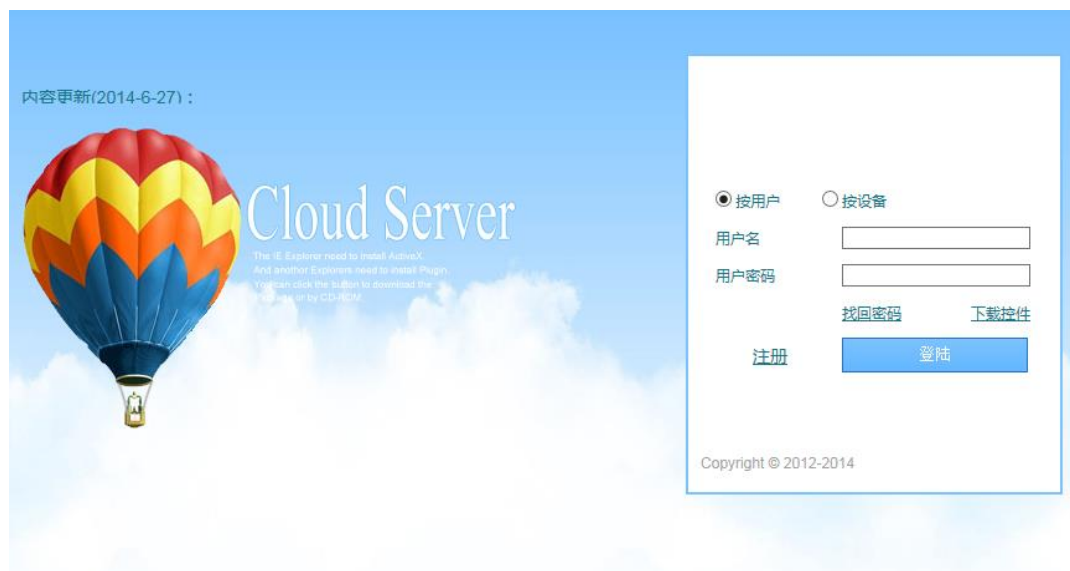 内容更新(2014-6-27)：
Cloud Server
The IE Explorer need to Install ActiveX.
And another Explorers need to install Plugin.
You can click the button to download the
or by CD-ROM.
按用户 按设备
用户名
用户密码
找回密码 下载控件
注册 登陆
Copyright © 2012-2014